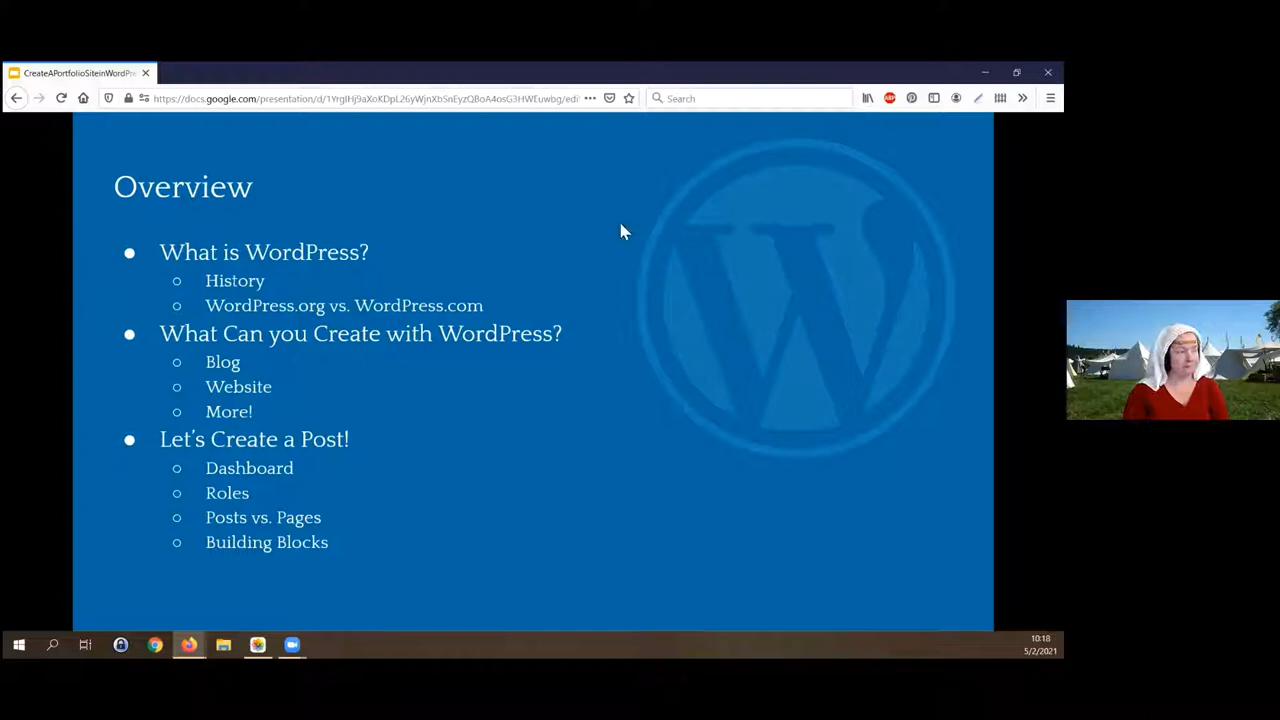 CreateAPortfolioSiteinWordPre
https://docs.google.com/presentation/d/1YrgIHj9aXoKDpL26yWjnXbSnEyzQBoA4osG3HWEuwbg/edi
Search
ABP
Overview
● What is WordPress?
○ History
○ WordPress.org vs. WordPress.com
● What Can you Create with WordPress?
○ Blog
○ Website
○ More!
● Let's Create a Post!
○ Dashboard
○ Roles
○ Posts vs. Pages
○ Building Blocks
W
10:18
5/2/2021